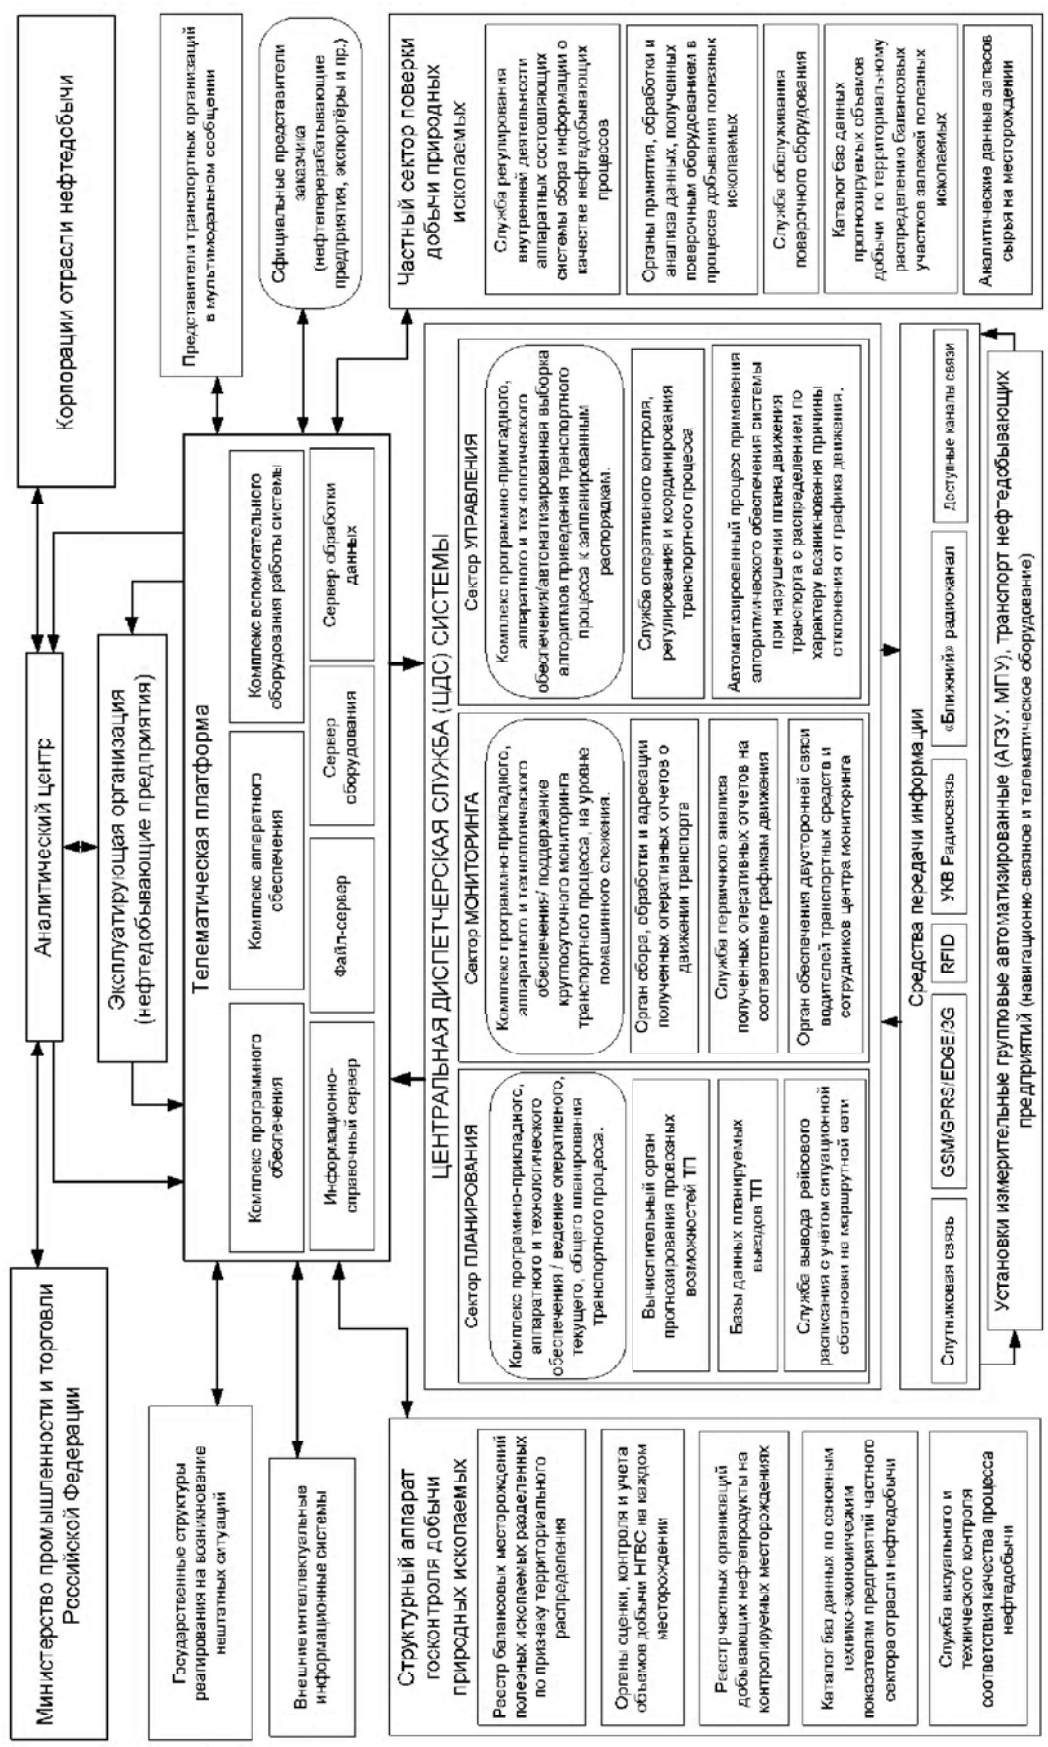 Министерство промышленности и торговли
Российской Федерации
Аналитический центр
Корпорации отрасли нефтедобычи
Эксплуатирующая организация
(нефтедобывающие предприятия)
Государственные структуры
реагирования на возникновение
нештатных ситуаций
Внешние интеллектуальные
информационные системы
Телематическая платформа
Комплекс программного
обеспечения
Комплекс аппаратного
обеспечения
Комплекс вспомогательного
оборудования работы системы
Информационно-
справочный сервер
Файл-сервер
Сервер
оборудования
Сервер обработки
данных
Представители транспортных организаций
в мультимодальном сообщении
Официальные представители
заказчика
(нефтеперерабатывающие
предприятия, экспортёры и пр.)
Структурный аппарат
госконтроля добычи
природных ископаемых
Реестр балансовых месторождений
полезных ископаемых разделенных
по признаку территориального
распределения
Органы оценки, контроля и учета
объемов добычи НГВС на каждом
месторождении
Реестр частных организаций
добывающих нефтепродукты на
контролируемых месторождениях
Каталог баз данных по основным
технико-экономическим
показателям предприятий частного
сектора отрасли нефтедобычи
Служба визуального и
технического контроля
соответствия качества процесса
нефтедобычи
ЦЕНТРАЛЬНАЯ ДИСПЕТЧЕРСКАЯ СЛУЖБА (ЦДС) СИСТЕМЫ
Сектор ПЛАНИРОВАНИЯ
Комплекс программно-прикладного,
аппаратного и технологического
обеспечения / ведение оперативного,
текущего, общего планирования
транспортного процесса.
Вычислительный орган
прогнозирования провозных
возможностей ТП
Базы данных планируемых
выездов ТП
Служба вывода рейсового
расписания с учётом ситуационной
обстановки на маршрутной сети
Сектор МОНИТОРИНГА
Комплекс программно-прикладного,
аппаратного и технологического
обеспечения/ поддержание
круглосуточного мониторинга
транспортного процесса, на уровне
помашинного слежения.
Орган сбора, обработки и адресации
полученных оперативных отчетов о
движении транспорта
Служба первичного анализа
полученных оперативных отчетов на
соответствие графикам движения
Орган обеспечения двусторонней связи
водителей транспортных средств и
сотрудников центра мониторинга
Сектор УПРАВЛЕНИЯ
Комплекс программно-прикладного,
аппаратного и технологического
обеспечения/автоматизированная выборка
алгоритмов приведения транспортного
процесса к запланированным
распорядкам.
Служба оперативного контроля,
регулирования и координирования
транспортного процесса
Автоматизированный процесс применения
алгоритмического обеспечения системы
при нарушении плана движения
транспорта с распределением по
характеру возникновения причины
отклонения от графика движения.
Частный сектор поверки
добычи природных
ископаемых
Служба регулирования
внутренней деятельности
аппаратных состовляющих
системы сбора информации о
качестве нефтедобывающих
процессов
Органы принятия, обработки и
анализа данных, полученных
поверочным оборудованием в
процессе добывания полезных
ископаемых
Служба обслуживания
поверочного оборудования
Каталог баз данных
прогнозируемых объемов
добычи по территориальному
распределению балансовых
участков залежей полезных
ископаемых
Аналитические данные запасов
сырья на месторождении
Средства передачи информации
Спутниковая связь
GSM/GPRS/EDGE/3G
RFID
УКВ Радиосвязь
«Ближний» радиоканал
Доступные каналы связи
Установки измерительные групповые автоматизированные (АГЗУ, МПУ), транспорт нефтедобывающих
предприятий (навигационно-связное и телематическое оборудование)